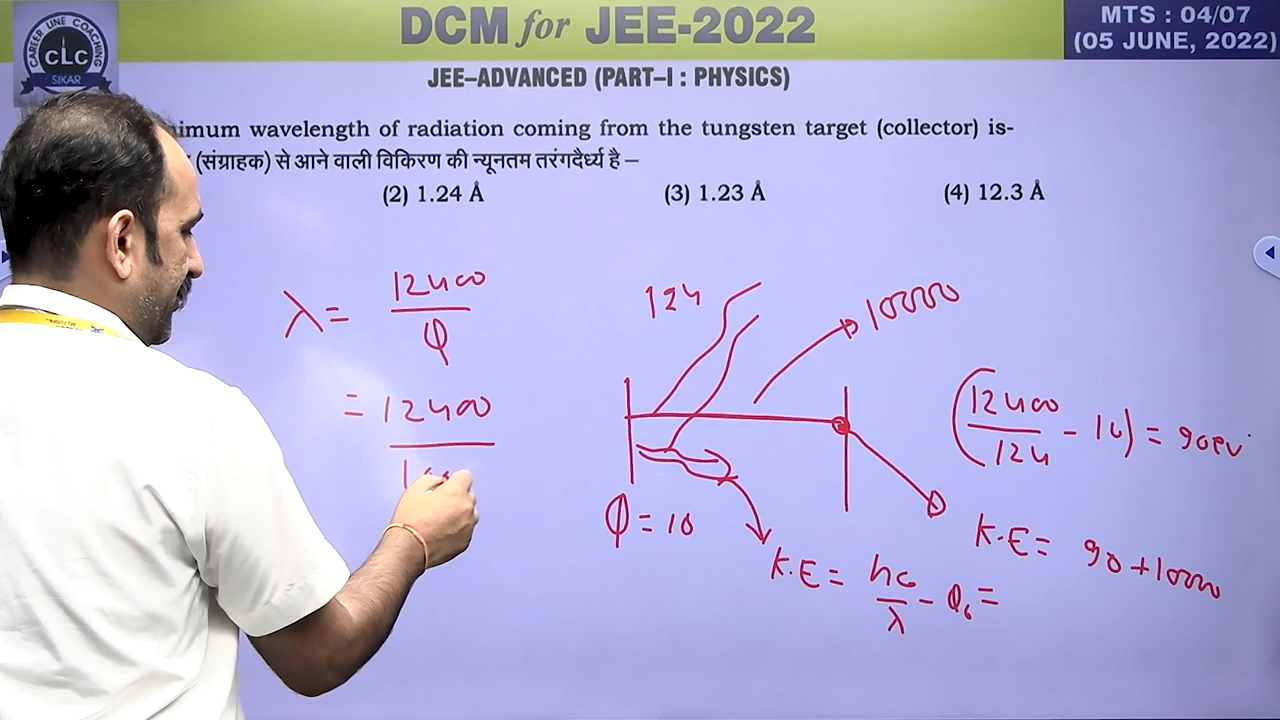 DCM for JEE-2022
MTS : 04/07
(05 JUNE, 2022)
CAREER LINE COACHING
CLC
SIKAR
JEE–ADVANCED (PART–I : PHYSICS)
wavelength of radiation coming from the tungsten target (collector) is-
(संग्राहक) से आने वाली विकिरण की न्यूनतम तरंगदैर्ध्य है –
(2) 1.24 Å (3) 1.23 Å (4) 12.3 Å
λ = 12400 / φ
= 12400
124
10000
(12400 / 124 - 10) = 90eV
φ = 10
K.E = hc / λ - φ₀ =
K.E = 90 + 10000